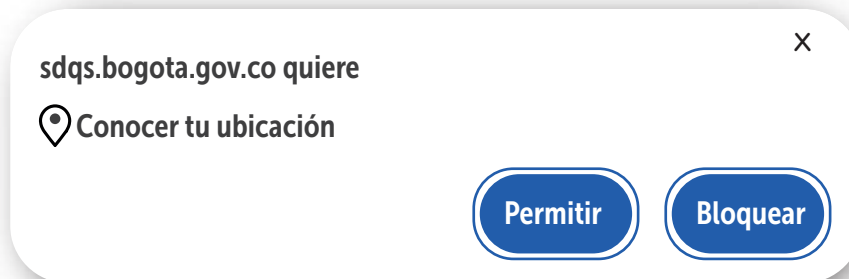 X
sdqs.bogota.gov.co quiere
Conocer tu ubicación
Permitir
Bloquear